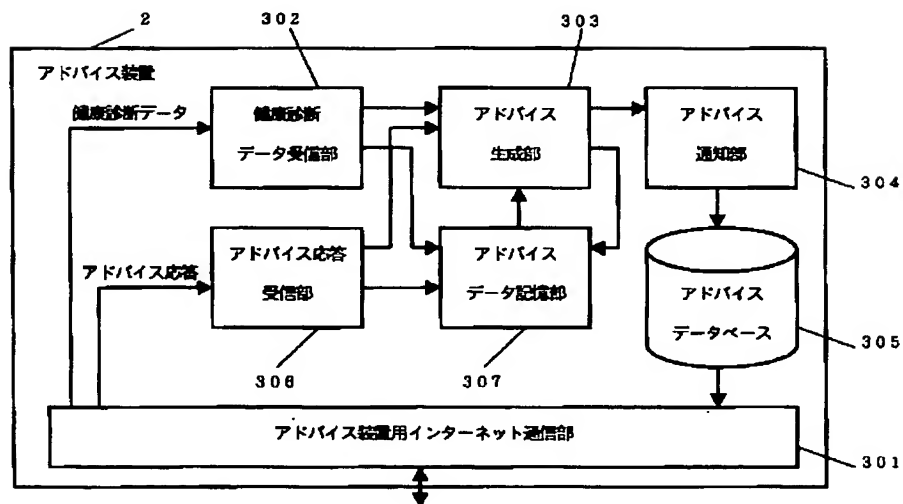 2
302
303
アドバイス装置
健康診断データ
健康診断
データ受信部
アドバイス
生成部
アドバイス
通知部
304
アドバイス応答
アドバイス応答
受信部
アドバイス
データ記憶部
アドバイス
データベース
305
306
307
アドバイス装置用インターネット通信部
301